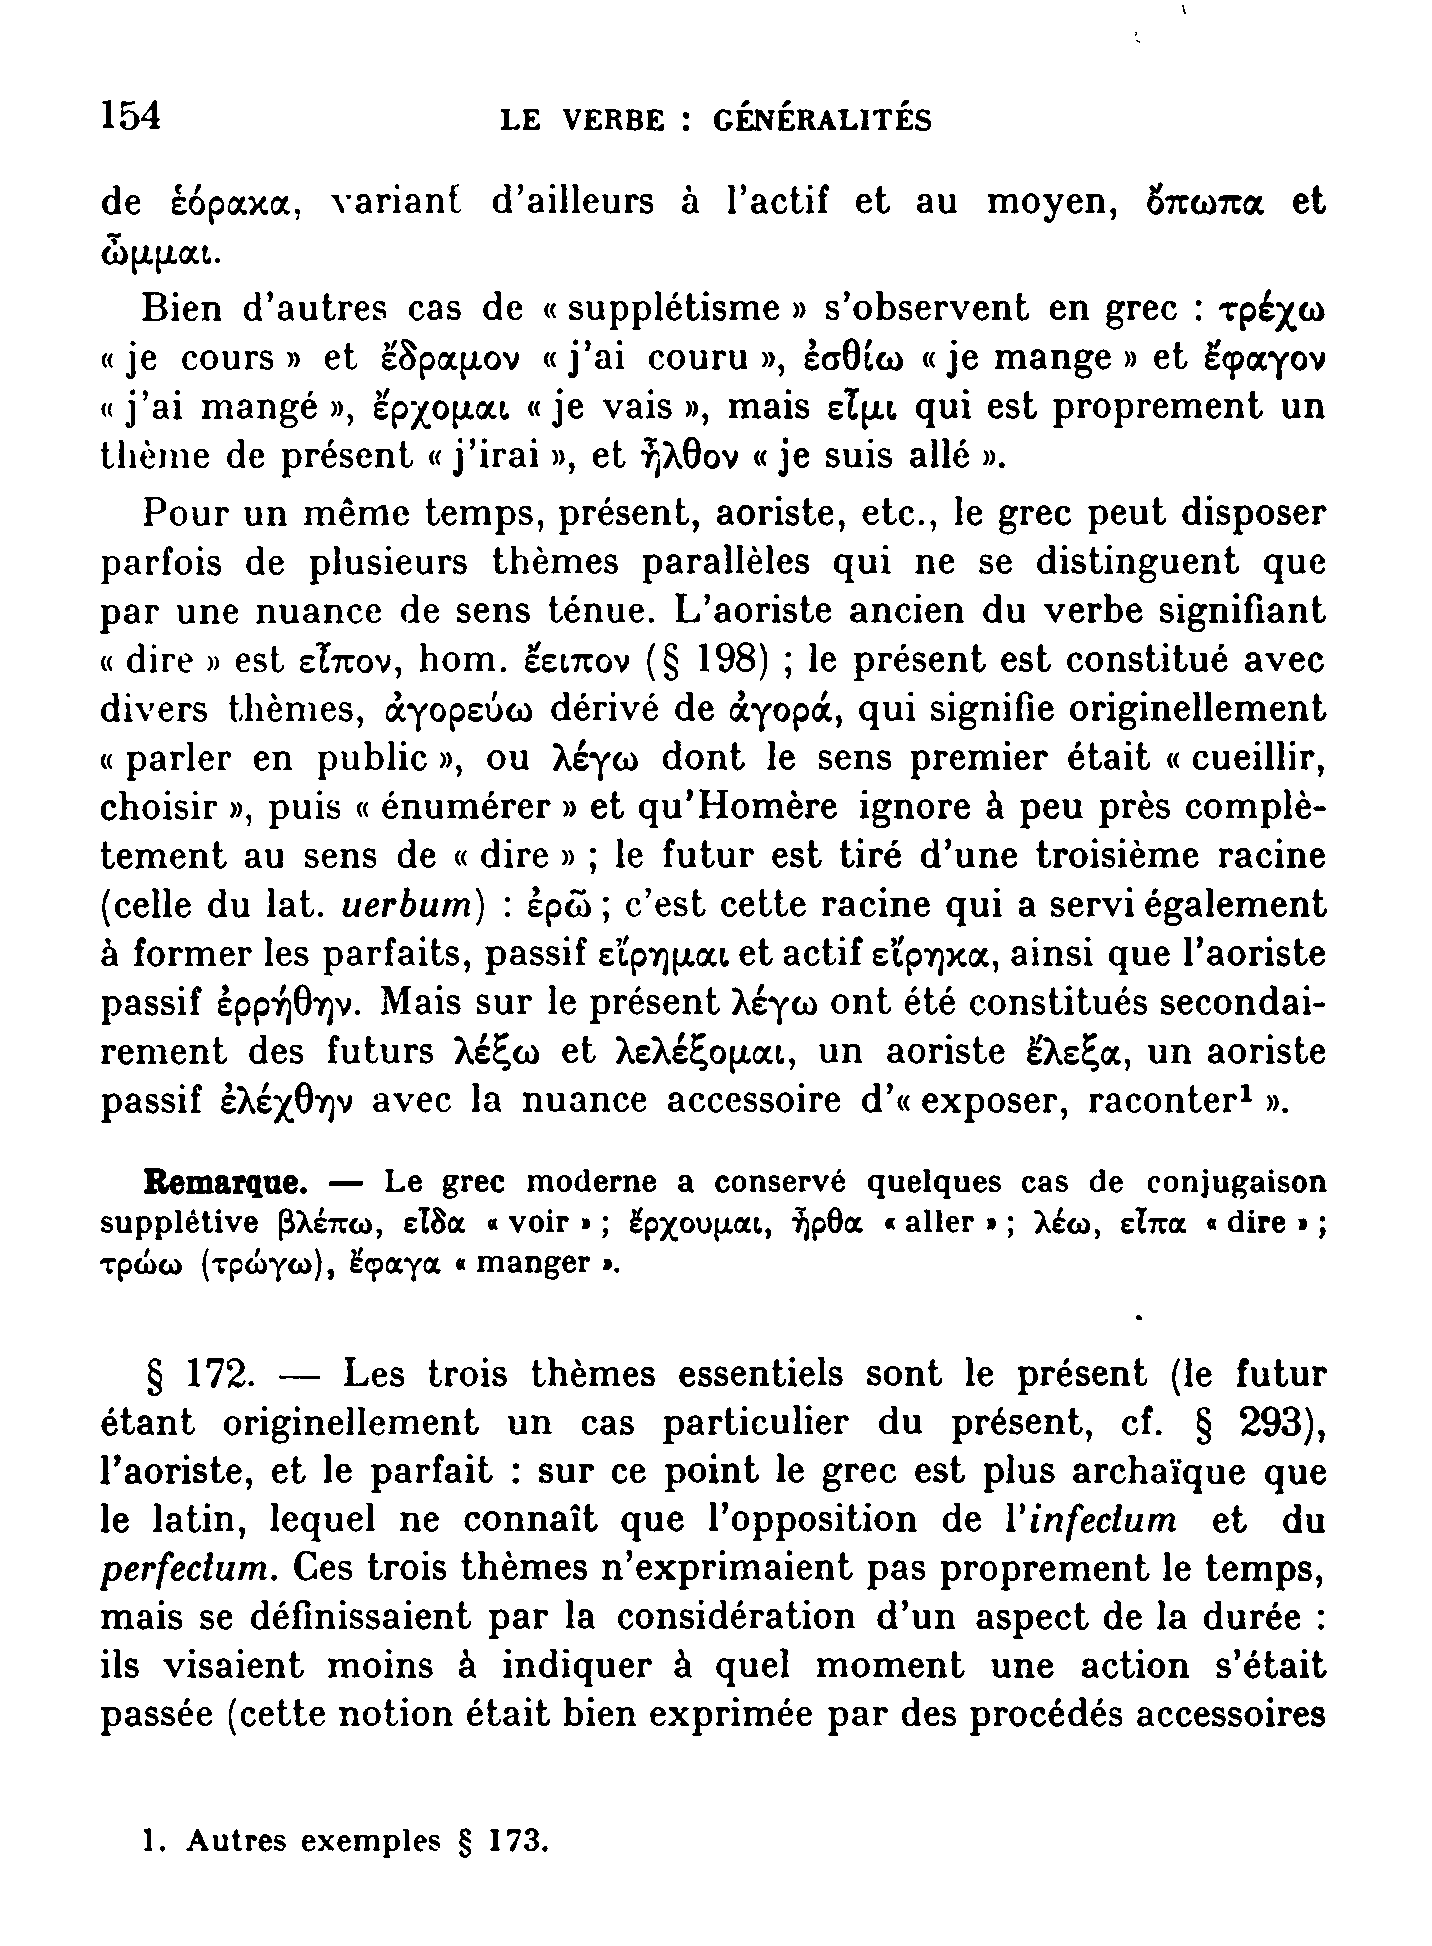 154 LE VERBE : GÉNÉRALITÉS
de ἑόρακα, variant d'ailleurs à l'actif et au moyen, ὄπωπα et
ὦμμαι.
Bien d'autres cas de « supplétisme » s'observent en grec : τρέχω
« je cours » et ἔδραμον « j'ai couru », ἐσθίω « je mange » et ἔφαγον
« j'ai mangé », ἔρχομαι « je vais », mais εἶμι qui est proprement un
thème de présent « j'irai », et ἦλθον « je suis allé ».
Pour un même temps, présent, aoriste, etc., le grec peut disposer
parfois de plusieurs thèmes parallèles qui ne se distinguent que
par une nuance de sens ténue. L'aoriste ancien du verbe signifiant
« dire » est εἶπον, hom. ἔειπον (§ 198) ; le présent est constitué avec
divers thèmes, ἀγορεύω dérivé de ἀγορά, qui signifie originellement
« parler en public », ou λέγω dont le sens premier était « cueillir,
choisir », puis « énumérer » et qu'Homère ignore à peu près complè-
tement au sens de « dire » ; le futur est tiré d'une troisième racine
(celle du lat. uerbum) : ἐρῶ ; c'est cette racine qui a servi également
à former les parfaits, passif εἴρημαι et actif εἴρηκα, ainsi que l'aoriste
passif ἐρρήθην. Mais sur le présent λέγω ont été constitués secondai-
rement des futurs λέξω et λελέξομαι, un aoriste ἔλεξα, un aoriste
passif ἐλέχθην avec la nuance accessoire d'« exposer, raconter¹ ».
Remarque. — Le grec moderne a conservé quelques cas de conjugaison
supplétive βλέπω, εἶδα « voir » ; ἔρχουμαι, ἦρθα « aller » ; λέω, εἶπα « dire » ;
τρώω (τρώγω), ἔφαγα « manger ».
§ 172. — Les trois thèmes essentiels sont le présent (le futur
étant originellement un cas particulier du présent, cf. § 293),
l'aoriste, et le parfait : sur ce point le grec est plus archaïque que
le latin, lequel ne connaît que l'opposition de l'infectum et du
perfectum. Ces trois thèmes n'exprimaient pas proprement le temps,
mais se définissaient par la considération d'un aspect de la durée :
ils visaient moins à indiquer à quel moment une action s'était
passée (cette notion était bien exprimée par des procédés accessoires
1. Autres exemples § 173.